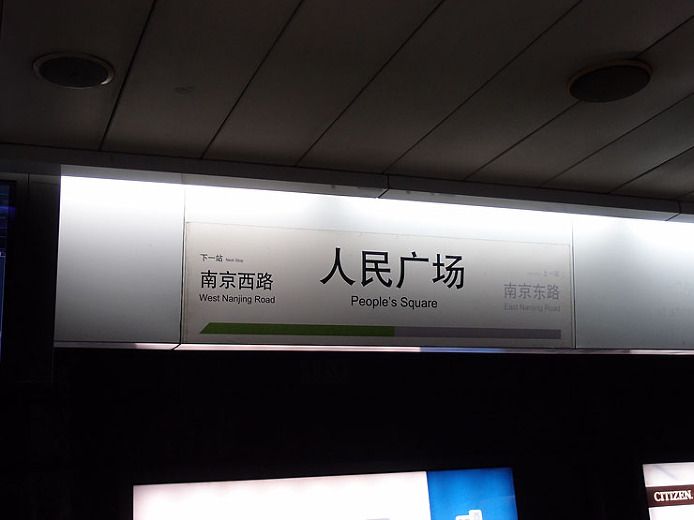 下一站 Next Stop
南京西路
West Nanjing Road
人民广场
People's Square
上一站
南京东路
East Nanjing Road
CITIZEN